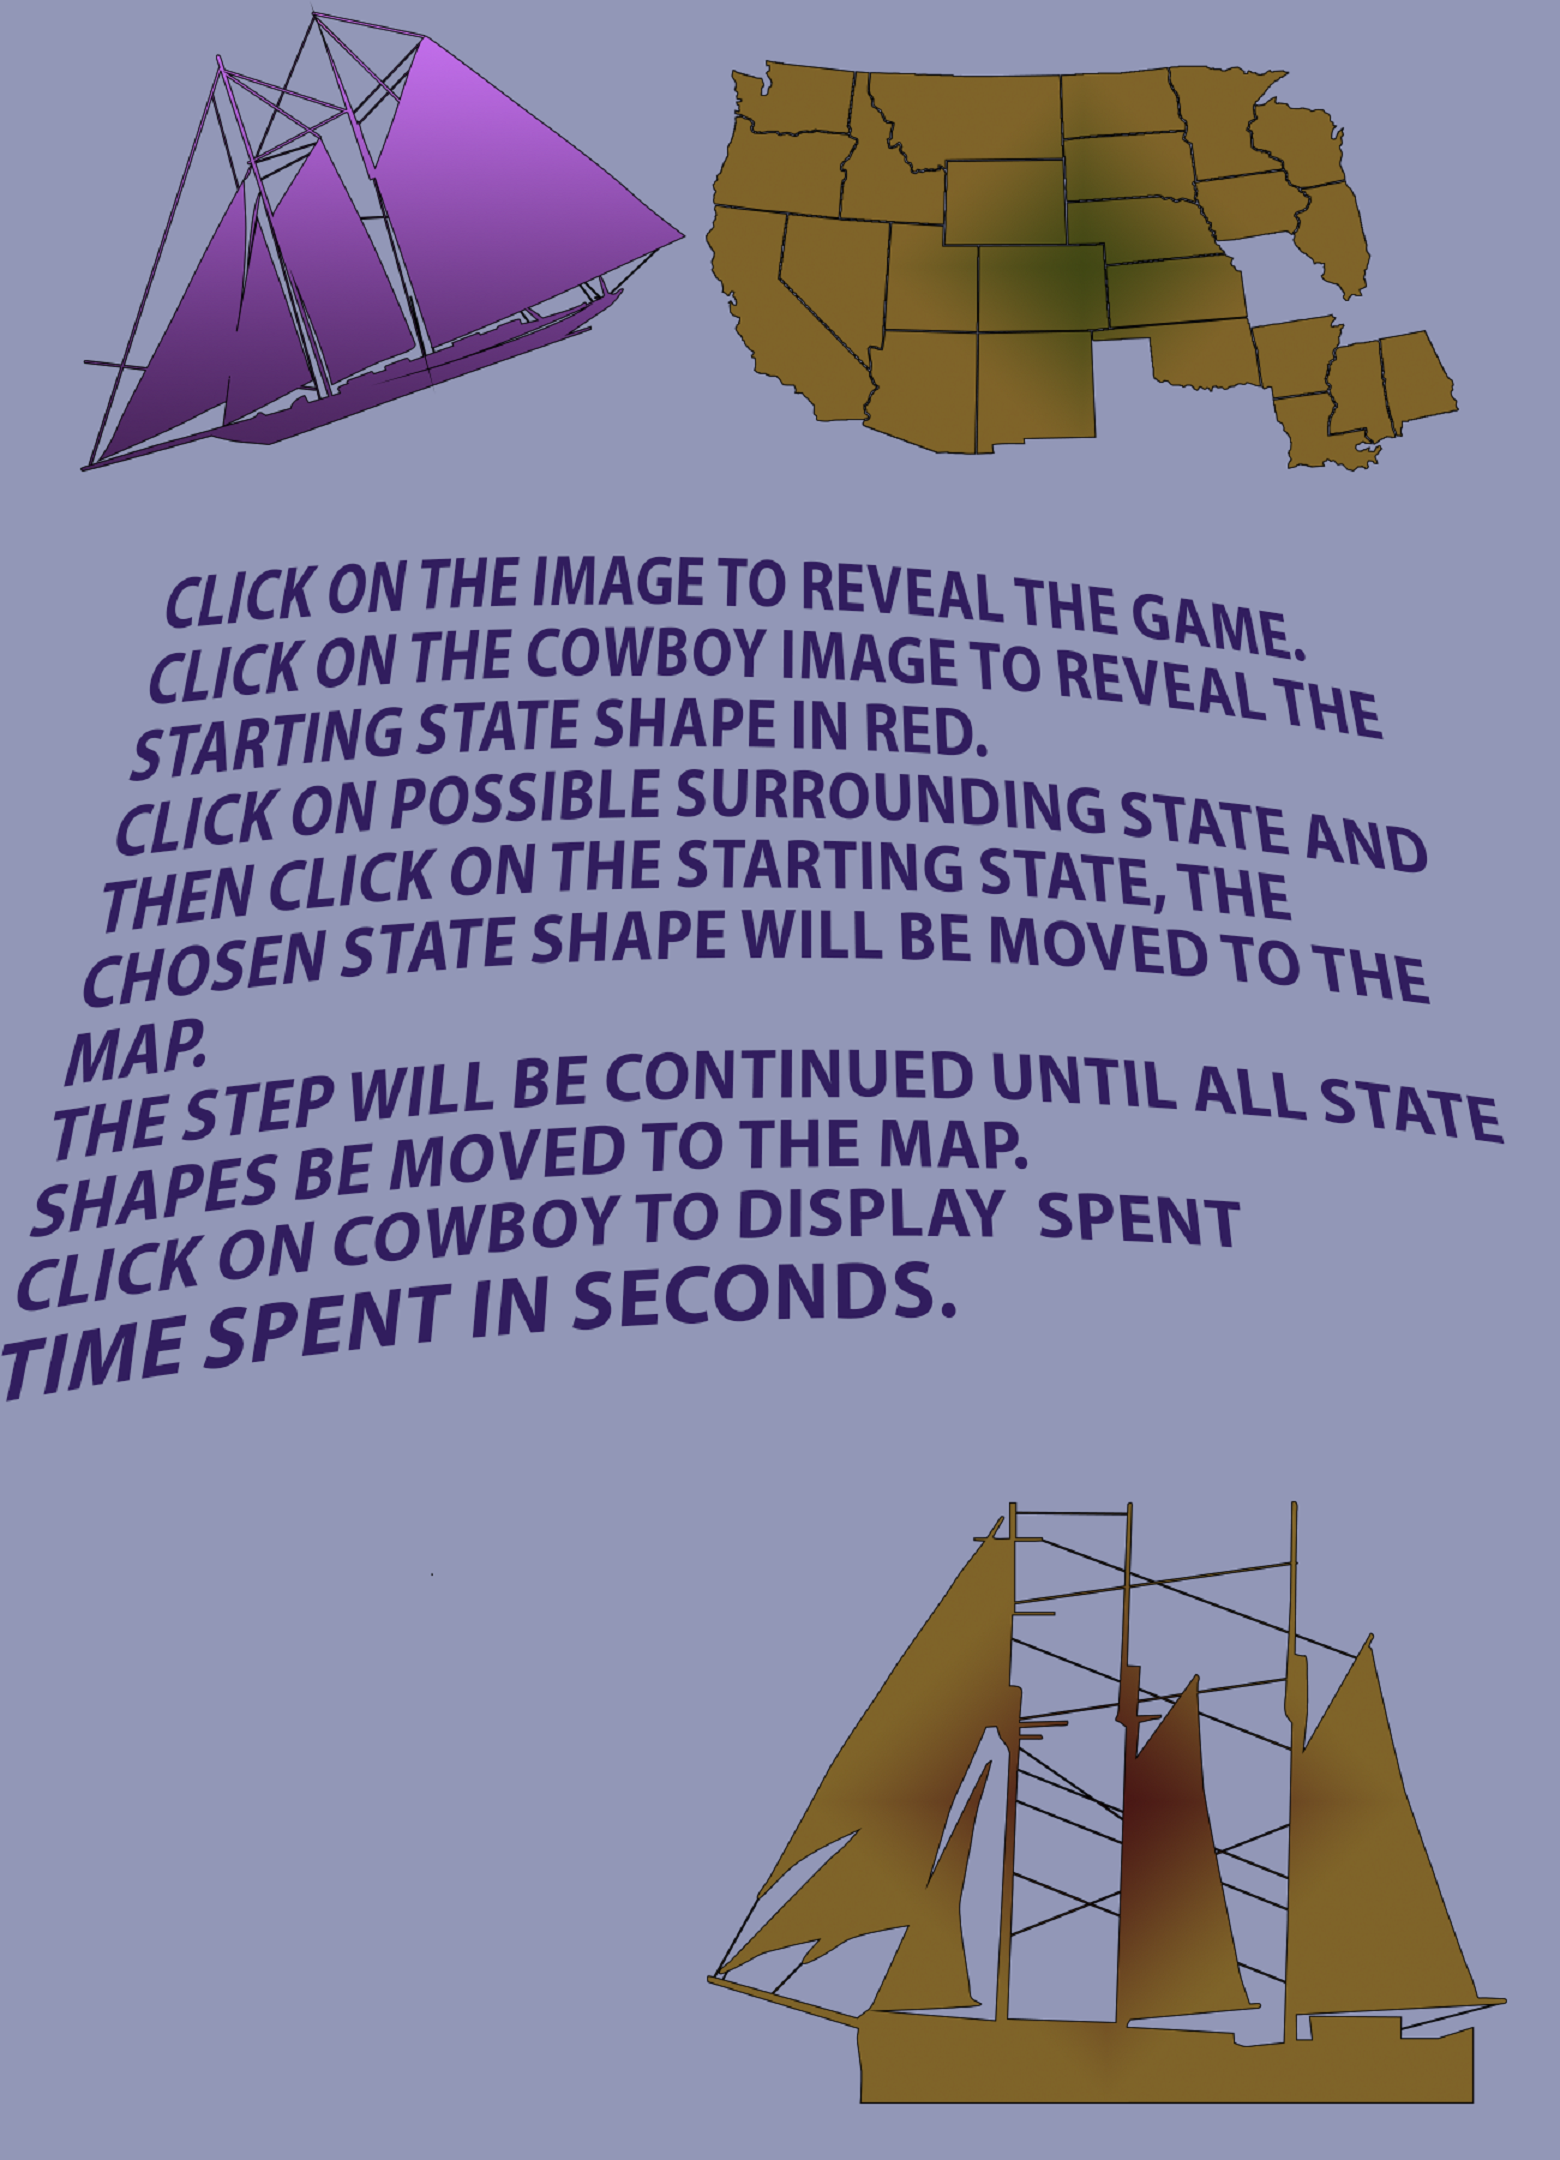 CLICK ON THE IMAGE TO REVEAL THE GAME.
CLICK ON THE COWBOY IMAGE TO REVEAL THE
STARTING STATE SHAPE IN RED.
CLICK ON POSSIBLE SURROUNDING STATE AND
THEN CLICK ON THE STARTING STATE, THE
CHOSEN STATE SHAPE WILL BE MOVED TO THE
MAP.
THE STEP WILL BE CONTINUED UNTIL ALL STATE
SHAPES BE MOVED TO THE MAP.
CLICK ON COWBOY TO DISPLAY SPENT
TIME SPENT IN SECONDS.